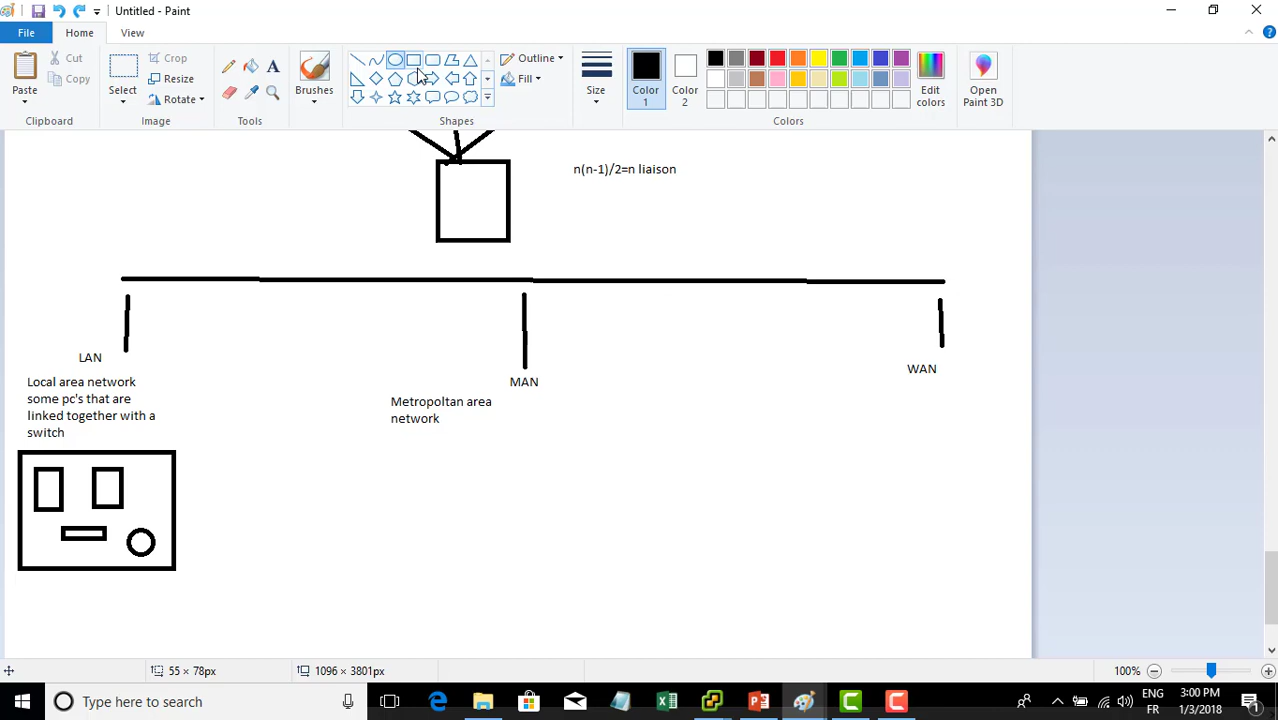 Untitled - Paint
File
Home
View
Paste
Cut
Copy
Clipboard
Select
Crop
Resize
Rotate
Image
Tools
Brushes
Shapes
Outline
Fill
Size
Color 1
Color 2
Edit colors
Colors
Open Paint 3D
n(n-1)/2=n liaison
LAN
Local area network
some pc's that are
linked together with a
switch
MAN
Metropoltan area
network
WAN
55 × 78px
1096 × 3801px
100%
Type here to search
ENG
FR
3:00 PM
1/3/2018
1